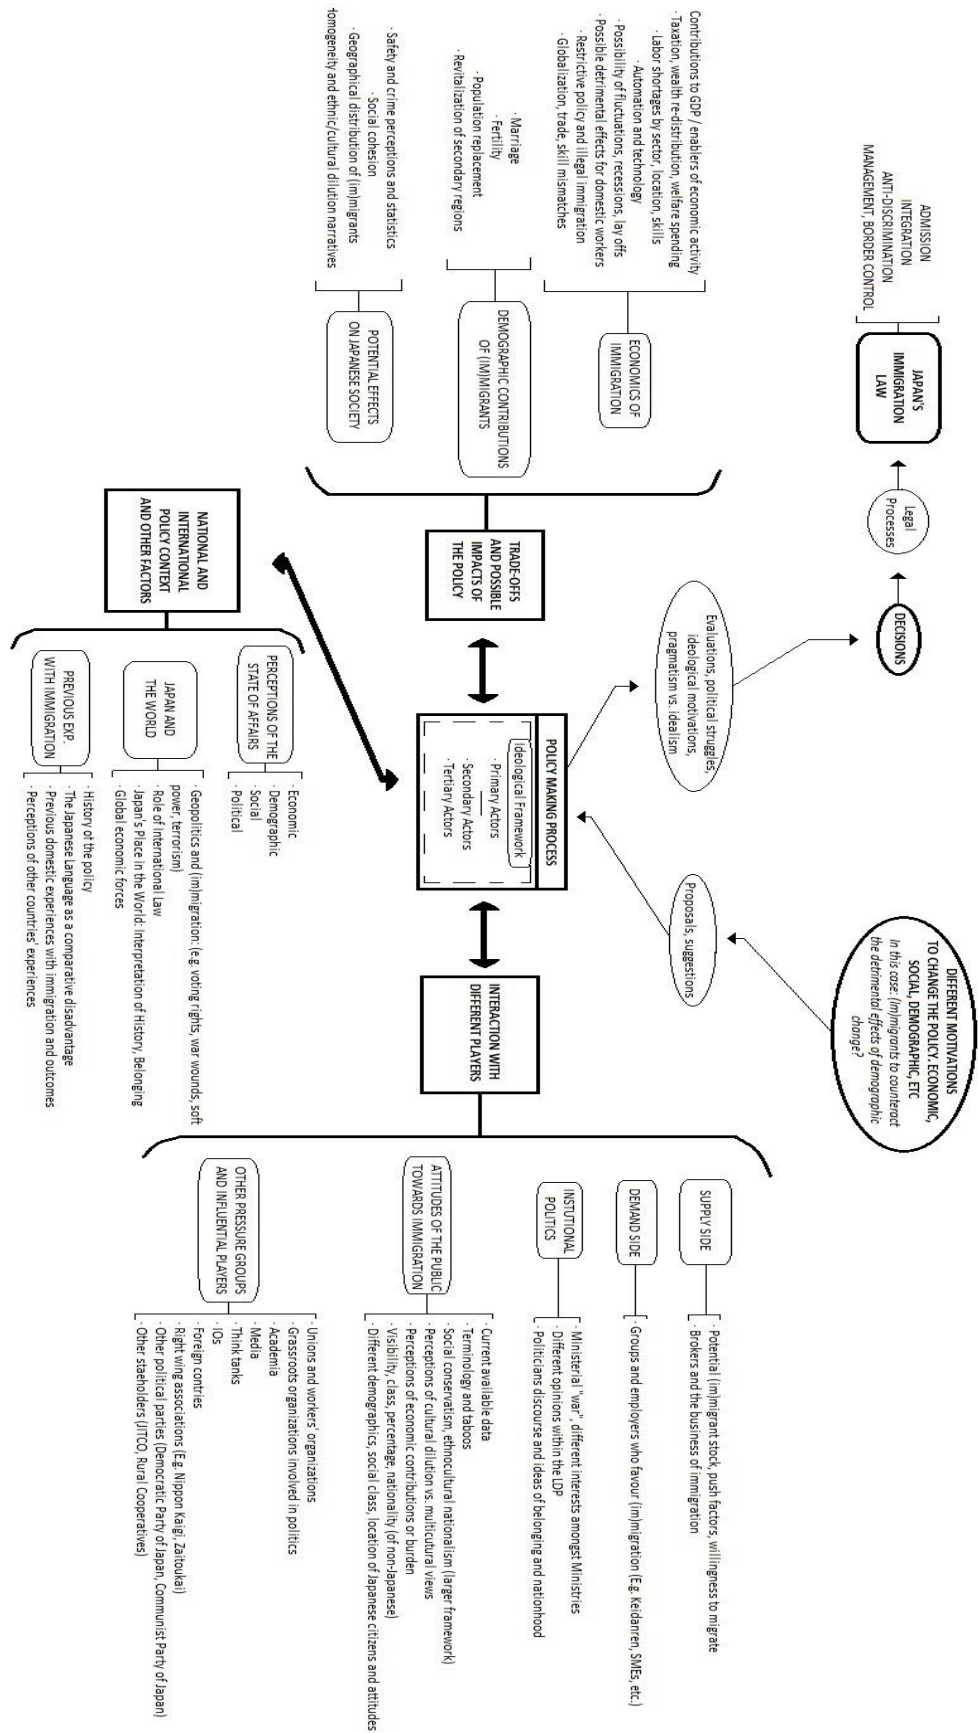 ADMISSION
INTEGRATION
ANTI-DISCRIMINATION
MANAGEMENT, BORDER CONTROL
JAPAN'S
IMMIGRATION
LAW
Legal
Processes
DECISIONS
DIFFERENT MOTIVATIONS
TO CHANGE THE POLICY. ECONOMIC,
SOCIAL, DEMOGRAPHIC, ETC
In this case: (Im)migrants to counteract
the detrimental effects of demographic
change?
Evaluations, political struggles,
ideological motivations,
pragmatism vs. idealism
Proposals, suggestions
Contributions to GDP / enablers of economic activity
· Taxation, wealth re-distribution, welfare spending
· Labor shortages by sector, location, skills
· Automation and technology
· Possibility of fluctuations, recessions, lay offs
· Possible detrimental effects for domestic workers
· Restrictive policy and illegal immigration
· Globalization, trade, skill mismatches
ECONOMICS OF
IMMIGRATION
· Marriage
· Fertility
· Population replacement
· Revitalization of secondary regions
DEMOGRAPHIC CONTRIBUTIONS
OF (IM)MIGRANTS
· Safety and crime perceptions and statistics
· Social cohesion
· Geographical distribution of (im)migrants
Homogeneity and ethnic/cultural dilution narratives
POTENTIAL EFFECTS
ON JAPANESE SOCIETY
TRADE-OFFS
AND POSSIBLE
IMPACTS OF
THE POLICY
POLICY MAKING PROCESS
Ideological Framework
· Primary Actors
· Secondary Actors
· Tertiary Actors
INTERACTION WITH
DIFFERENT PLAYERS
SUPPLY SIDE
· Potential (im)migrant stock, push factors, willingness to migrate
· Brokers and the business of immigration
DEMAND SIDE
· Groups and employers who favour (im)migration (E.g. Keidanren, SMEs, etc.)
INSTUTIONAL
POLITICS
· Ministerial "war", different interests amongst Ministries
· Different opinions within the LDP
· Politicians discourse and ideas of belonging and nationhood
ATTITUDES OF THE PUBLIC
TOWARDS IMMIGRATION
· Current available data
· Terminology and taboos
· Social conservatism, ethnocultural nationalism (larger framework)
· Perceptions of cultural dilution vs. multicutural views
· Perceptions of economic contributions or burden
· Visibility, class, percentage, nationality (of non-Japanese)
· Different demographics, social class, location of Japanese citizens and attitudes
OTHER PRESSURE GROUPS
AND INFLUENTIAL PLAYERS
· Unions and workers' organizations
· Grassroots organizations involved in politics
· Academia
· Media
· Think tanks
· IOs
· Foreign contries
· Right wing associations (E.g. Nippon Kaigi, Zaitoukai)
· Other political parties (Democratic Party of Japan, Communist Party of Japan)
· Other staeholders (JITCO, Rural Cooperatives)
NATIONAL AND
INTERNATIONAL
POLICY CONTEXT
AND OTHER FACTORS
PERCEPTIONS OF THE
STATE OF AFFAIRS
· Economic
· Demographic
· Social
· Political
JAPAN AND
THE WORLD
· Geopolitics and (im)migration: (e.g. voting rights, war wounds, soft
power, terrorism)
· Role of International Law
· Japan's Place in the World: Interpretation of History, Belonging
· Global economic forces
PREVIOUS EXP.
WITH IMMIGRATION
· History of the policy
· The Japanese Language as a comparative disadvantage
· Previous domestic experiences with immigration and outcomes
· Perceptions of other countries' experiences